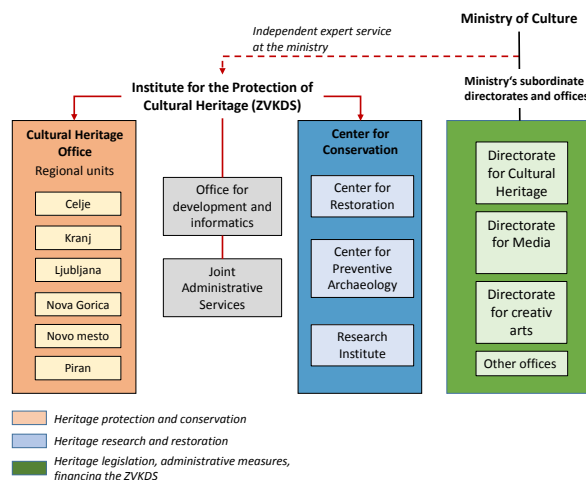 Ministry of Culture
Independent expert service
at the ministry
Institute for the Protection of
Cultural Heritage (ZVKDS)
Ministry's subordinate
directorates and offices
Cultural Heritage
Office
Regional units
Celje
Kranj
Ljubljana
Nova Gorica
Novo mesto
Piran
Office for
development and
informatics
Joint
Administrative
Services
Center for
Conservation
Center for
Restoration
Center for
Preventive
Archaeology
Research
Institute
Directorate
for Cultural
Heritage
Directorate
for Media
Directorate
for creativ
arts
Other offices
Heritage protection and conservation
Heritage research and restoration
Heritage legislation, administrative measures,
financing the ZVKDS